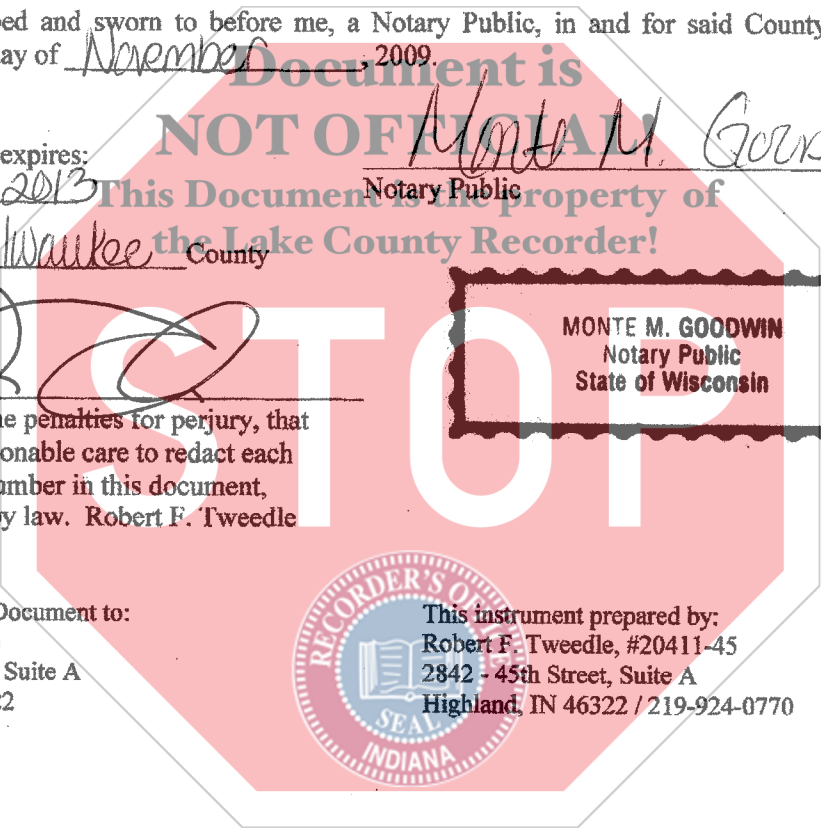 bed and sworn to before me, a Notary Public, in and for said County
ay of November, 2009.
Document is
NOT OFFICIAL!
This Document is the property of
the Lake County Recorder!
Monte M.
expires:
2013
Notary Public
County
MONTE M. GOODWIN
Notary Public
State of Wisconsin
STOP
e penalties for perjury, that
onable care to redact each
umber in this document,
y law. Robert F. Tweedle
Document to:
Suite A
22
This instrument prepared by:
Robert F. Tweedle, #20411-45
2842 - 45th Street, Suite A
Highland, IN 46322 / 219-924-0770
RECORDER'S OFFICE
SEAL
INDIANA